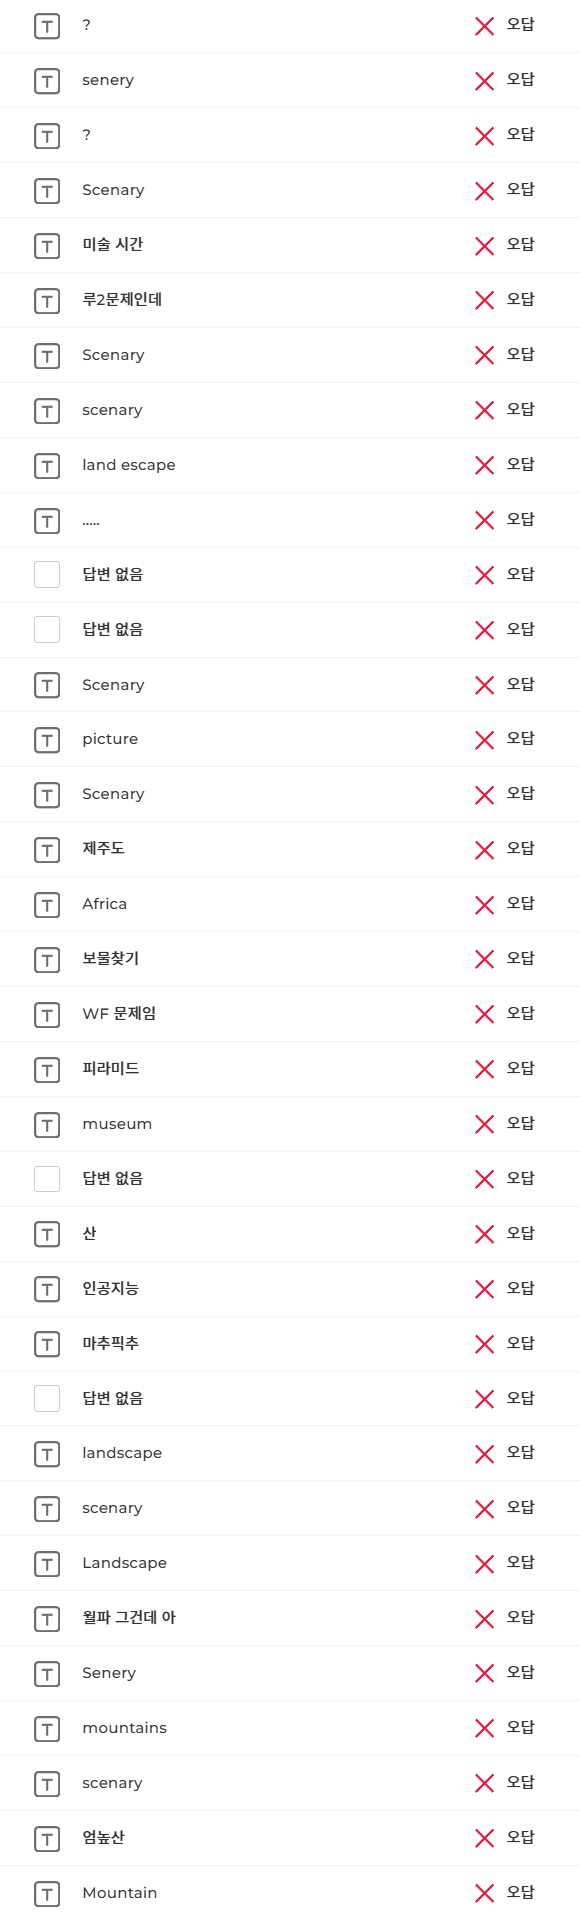 ? 오답
senery 오답
? 오답
Scenary 오답
미술 시간 오답
루2문제인데 오답
Scenary 오답
scenary 오답
land escape 오답
..... 오답
답변 없음 오답
답변 없음 오답
Scenary 오답
picture 오답
Scenary 오답
제주도 오답
Africa 오답
보물찾기 오답
WF 문제임 오답
피라미드 오답
museum 오답
답변 없음 오답
산 오답
인공지능 오답
마추픽추 오답
답변 없음 오답
landscape 오답
scenary 오답
Landscape 오답
월파 그건데 아 오답
Senery 오답
mountains 오답
scenary 오답
엄높산 오답
Mountain 오답